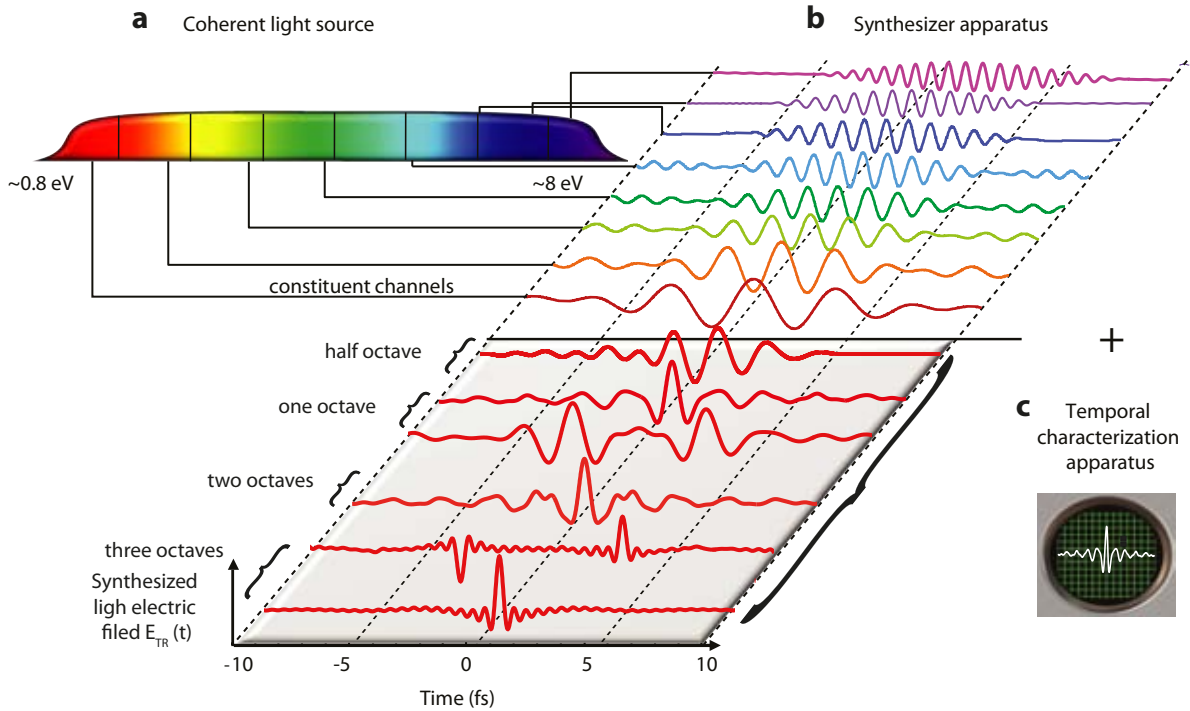 a Coherent light source
b Synthesizer apparatus
~0.8 eV
~8 eV
constituent channels
half octave
one octave
two octaves
three octaves
Synthesized
ligh electric
filed E_TR (t)
+
c Temporal
characterization
apparatus
-10 -5 0 5 10
Time (fs)